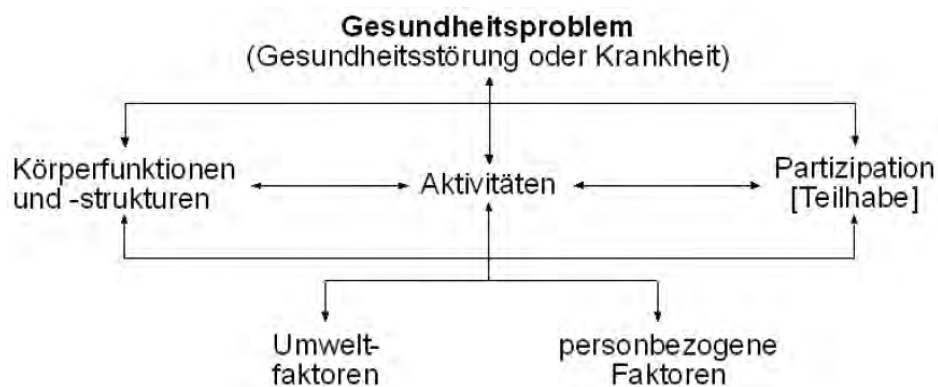 Gesundheitsproblem
(Gesundheitsstörung oder Krankheit)
Körperfunktionen
und -strukturen
Aktivitäten
Partizipation
[Teilhabe]
Umwelt-
faktoren
personbezogene
Faktoren